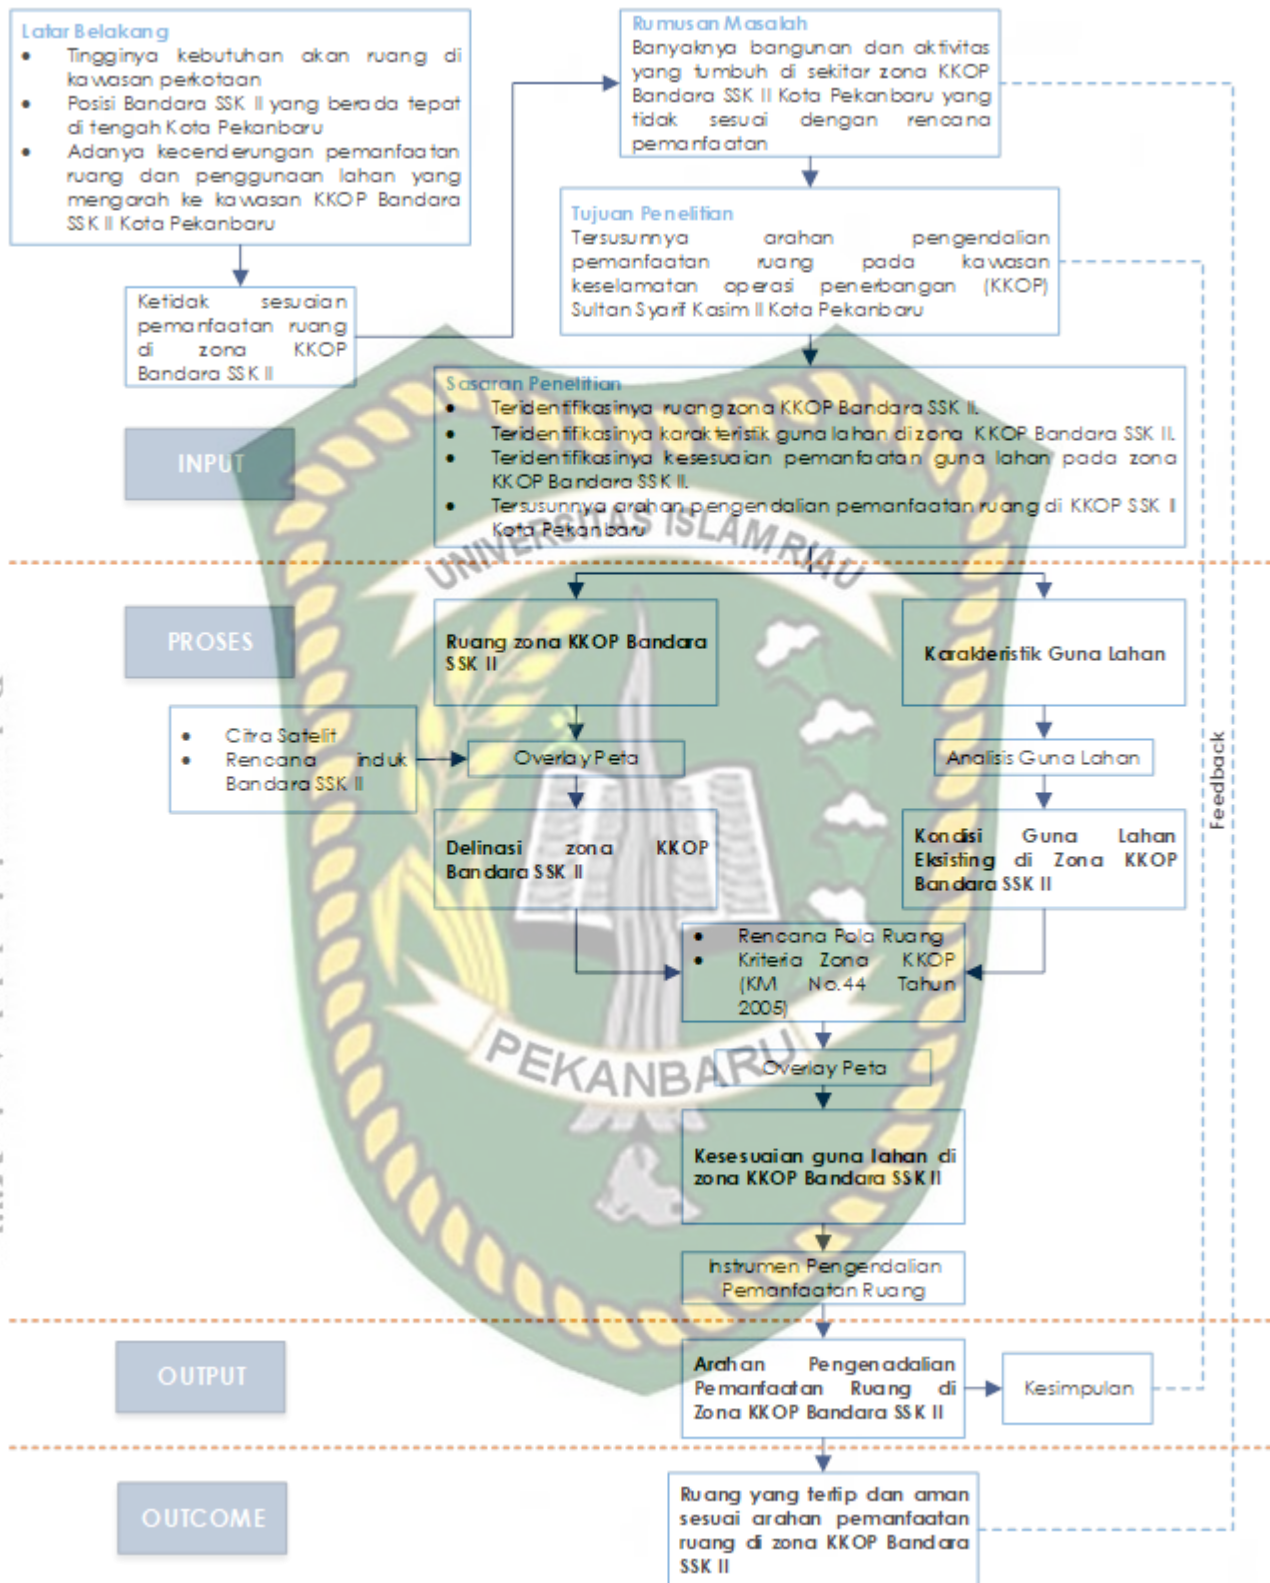 Latar Belakang
• Tingginya kebutuhan akan ruang di
kawasan perkotaan
• Posisi Bandara SSK II yang berada tepat
di tengah Kota Pekanbaru
• Adanya kecenderungan pemanfaatan
ruang dan penggunaan lahan yang
mengarah ke kawasan KKOP Bandara
SSK II Kota Pekanbaru
Rumusan Masalah
Banyaknya bangunan dan aktivitas
yang tumbuh di sekitar zona KKOP
Bandara SSK II Kota Pekanbaru yang
tidak sesuai dengan rencana
pemanfaatan
Tujuan Penelitian
Tersusunnya arahan pengendalian
pemanfaatan ruang pada kawasan
keselamatan operasi penerbangan (KKOP)
Sultan Syarif Kasim II Kota Pekanbaru
Ketidak sesuaian
pemanfaatan ruang
di zona KKOP
Bandara SSK II
Sasaran Penelitian
• Teridentifikasinya ruang zona KKOP Bandara SSK II.
• Teridentifikasinya karakteristik guna lahan di zona KKOP Bandara SSK II.
• Teridentifikasinya kesesuaian pemanfaatan guna lahan pada zona
KKOP Bandara SSK II.
• Tersusunnya arahan pengendalian pemanfaatan ruang di KKOP SSK II
Kota Pekanbaru
INPUT
UNIVERSITAS ISLAM RIAU
PROSES
Ruang zona KKOP Bandara
SSK II
Karakteristik Guna Lahan
• Citra Satelit
• Rencana induk
Bandara SSK II
Overlay Peta
Analisis Guna Lahan
Feedback
Delinasi zona KKOP
Bandara SSK II
Kondisi Guna Lahan
Eksisting di Zona KKOP
Bandara SSK II
• Rencana Pola Ruang
• Kriteria Zona KKOP
(KM No.44 Tahun
2005)
PEKANBARU
Overlay Peta
Kesesuaian guna lahan di
zona KKOP Bandara SSK II
Instrumen Pengendalian
Pemanfaatan Ruang
OUTPUT
Arahan Pengenadalian
Pemanfaatan Ruang di
Zona KKOP Bandara SSK II
Kesimpulan
OUTCOME
Ruang yang tertip dan aman
sesuai arahan pemanfaatan
ruang di zona KKOP Bandara
SSK II